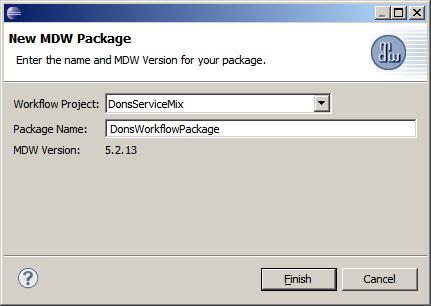 New MDW Package
Enter the name and MDW Version for your package.
Workflow Project: DonsServiceMix
Package Name: DonsWorkflowPackage
MDW Version: 5.2.13
? Finish Cancel